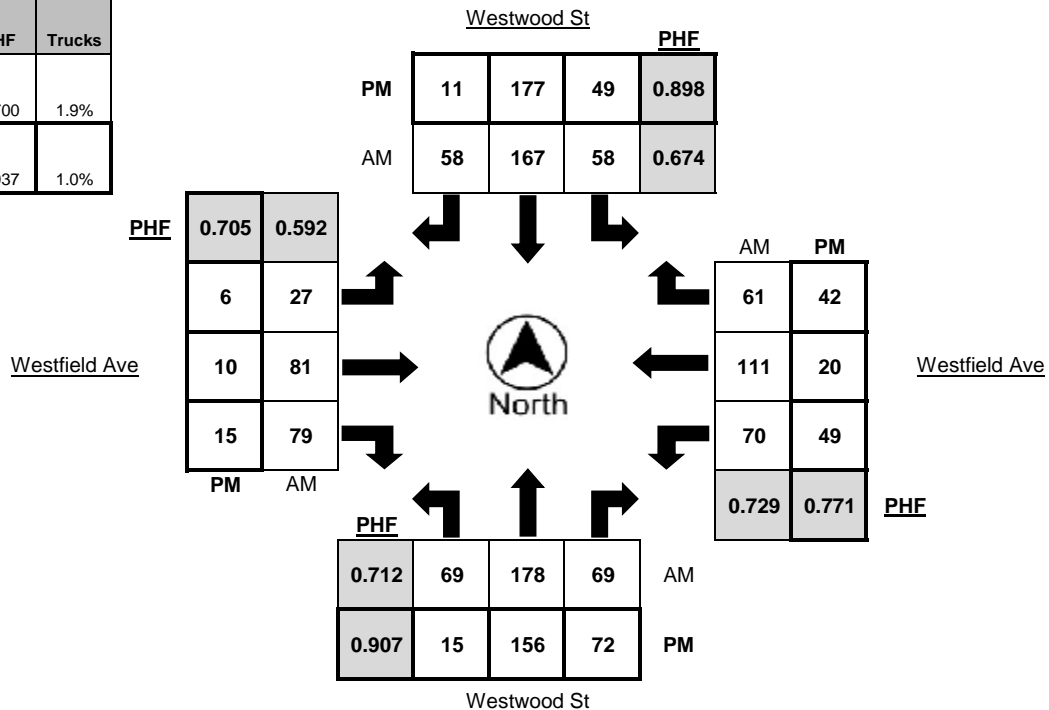 Westwood St
Trucks
PHF
PM 11 177 49 0.898
1.9%
AM 58 167 58 0.674
1.0%
PHF 0.705 0.592
AM PM
6 27
61 42
Westfield Ave 10 81
111 20 Westfield Ave
North
15 79
70 49
PM AM
0.729 0.771 PHF
PHF
0.712 69 178 69 AM
0.907 15 156 72 PM
Westwood St